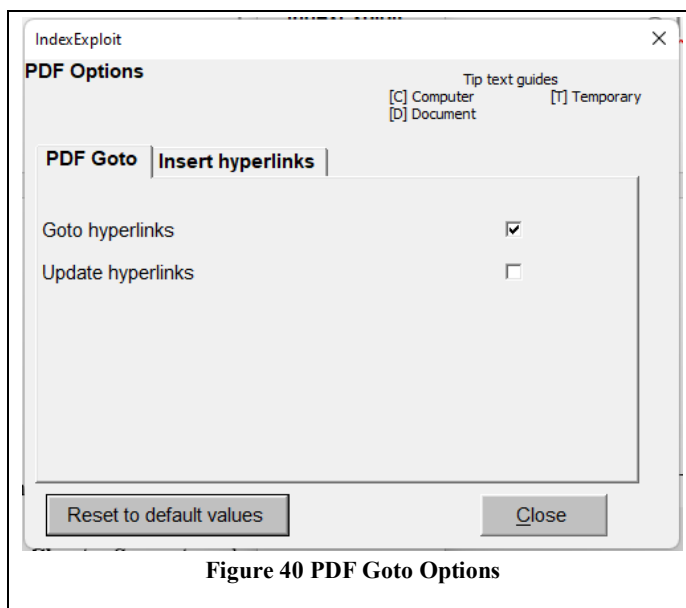 IndexExploit
PDF Options
Tip text guides
[C] Computer [T] Temporary
[D] Document
PDF Goto Insert hyperlinks
Goto hyperlinks
Update hyperlinks
Reset to default values Close
Figure 40 PDF Goto Options